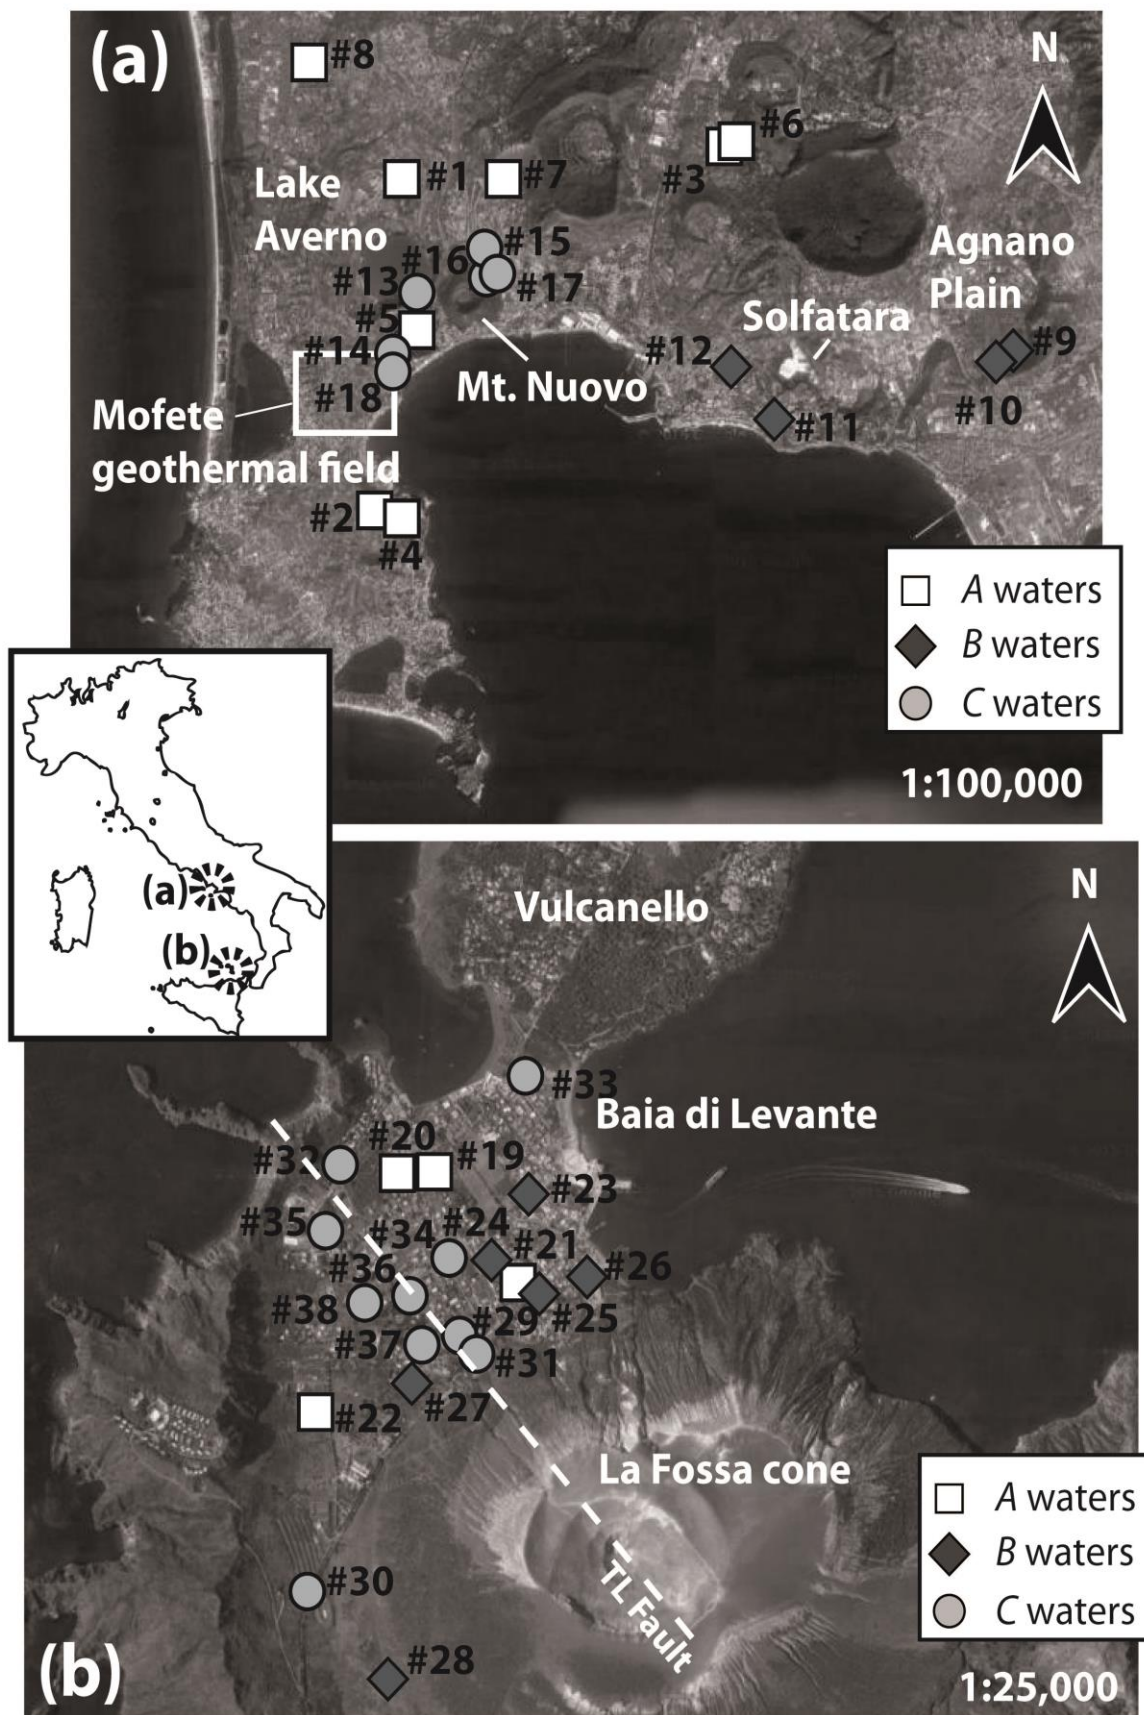 (a)
N
#8
#6
#3
#1
#7
Lake
Averno
#15
#16
#17
#13
#5
#14
#18
Agnano
Plain
Solfatara
#12
#9
#10
#11
Mt. Nuovo
Mofete
geothermal field
#2
#4
A waters
B waters
C waters
1:100,000
(a)
(b)
Vulcanello
N
#33
Baia di Levante
#20
#19
#32
#23
#35
#34
#24
#21
#26
#36
#38
#25
#29
#37
#31
#27
#22
La Fossa cone
TL Fault
#30
#28
A waters
B waters
C waters
(b)
1:25,000